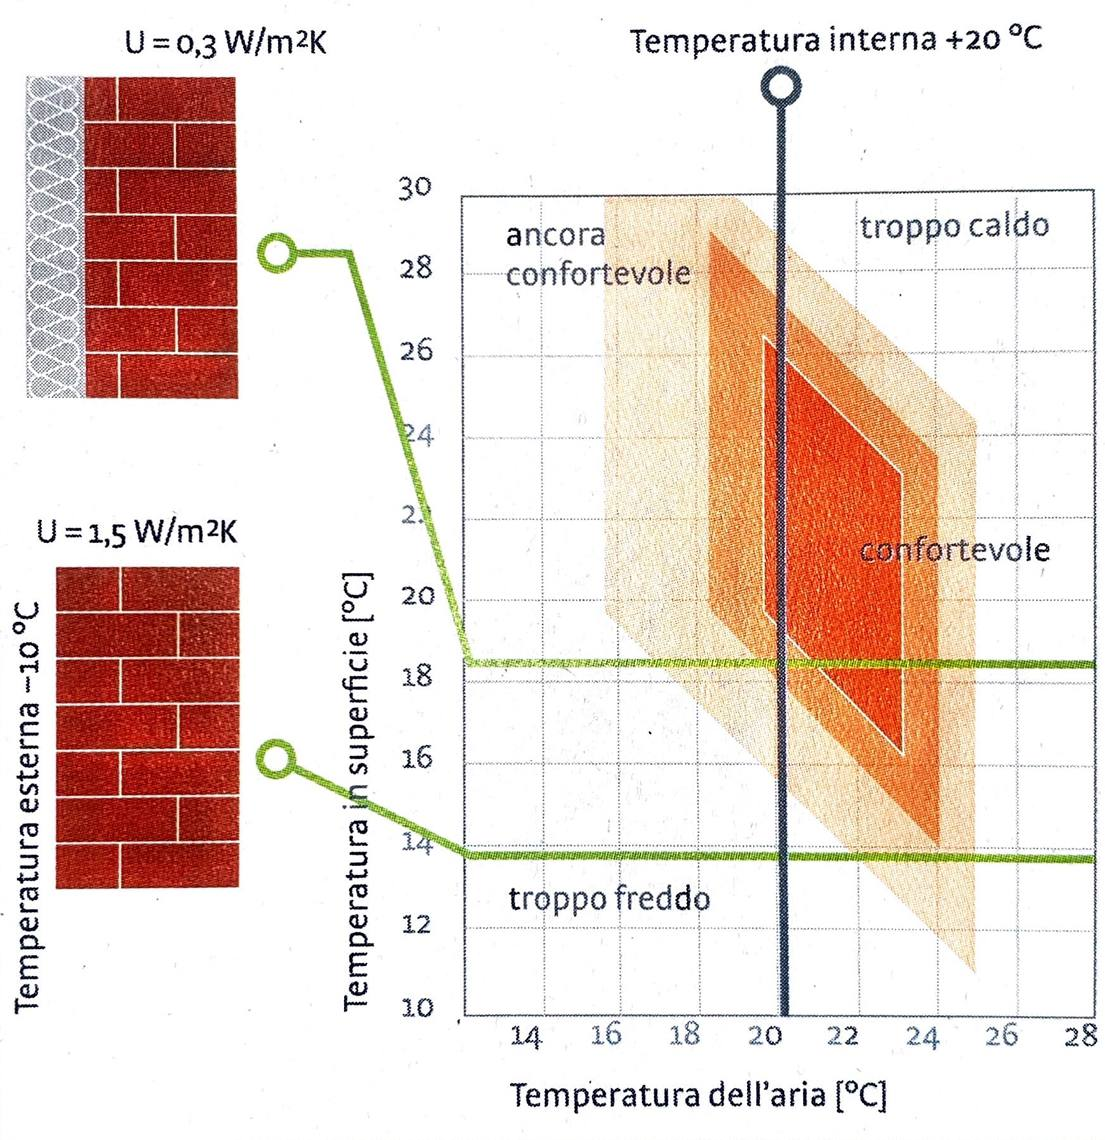 U = 0,3 W/m2K
Temperatura interna +20 °C
30
ancora
confortevole
troppo caldo
28
26
24
22
U = 1,5 W/m2K
confortevole
20
18
16
14
troppo freddo
12
10
Temperatura esterna –10 °C
Temperatura in superficie [°C]
14 16 18 20 22 24 26 28
Temperatura dell'aria [°C]